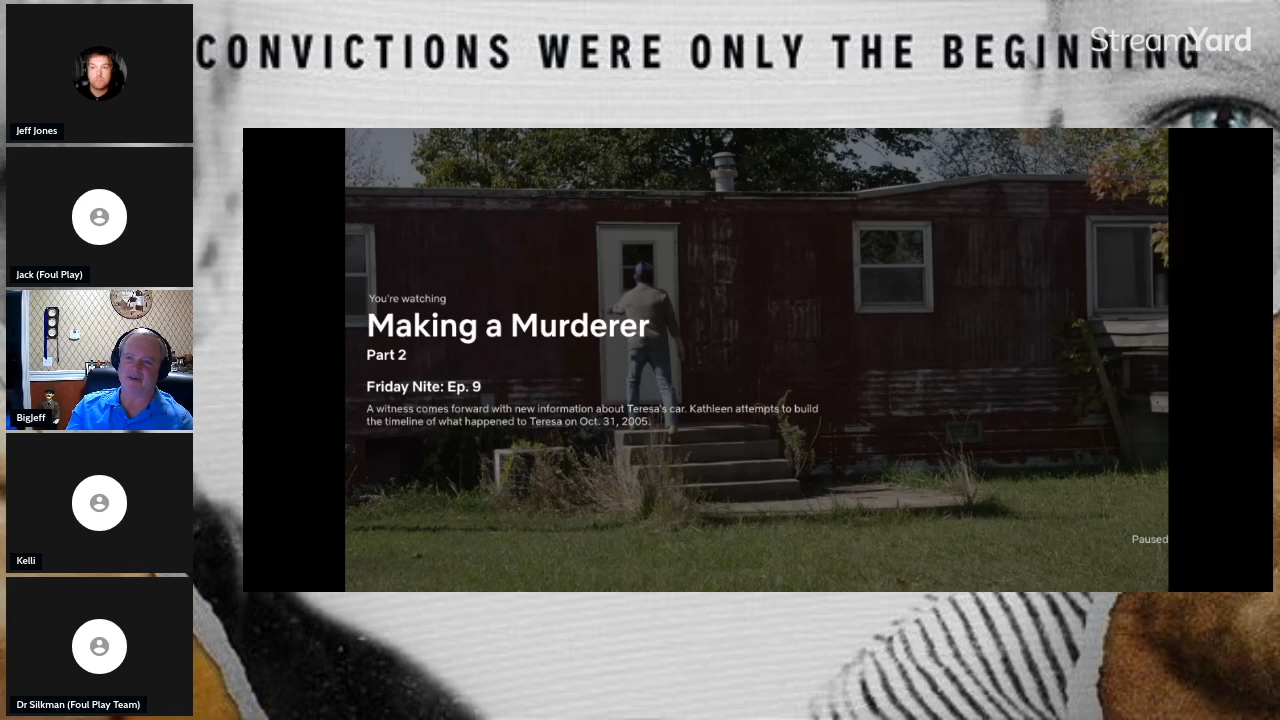 CONVICTIONS WERE ONLY THE BEGINNING
StreamYard
Jeff Jones
Jack (Foul Play)
BigJeff
Kelli
Dr Silkman (Foul Play Team)
You're watching
Making a Murderer
Part 2
Friday Nite: Ep. 9
A witness comes forward with new information about Teresa's car. Kathleen attempts to build
the timeline of what happened to Teresa on Oct. 31, 2005.
Paused